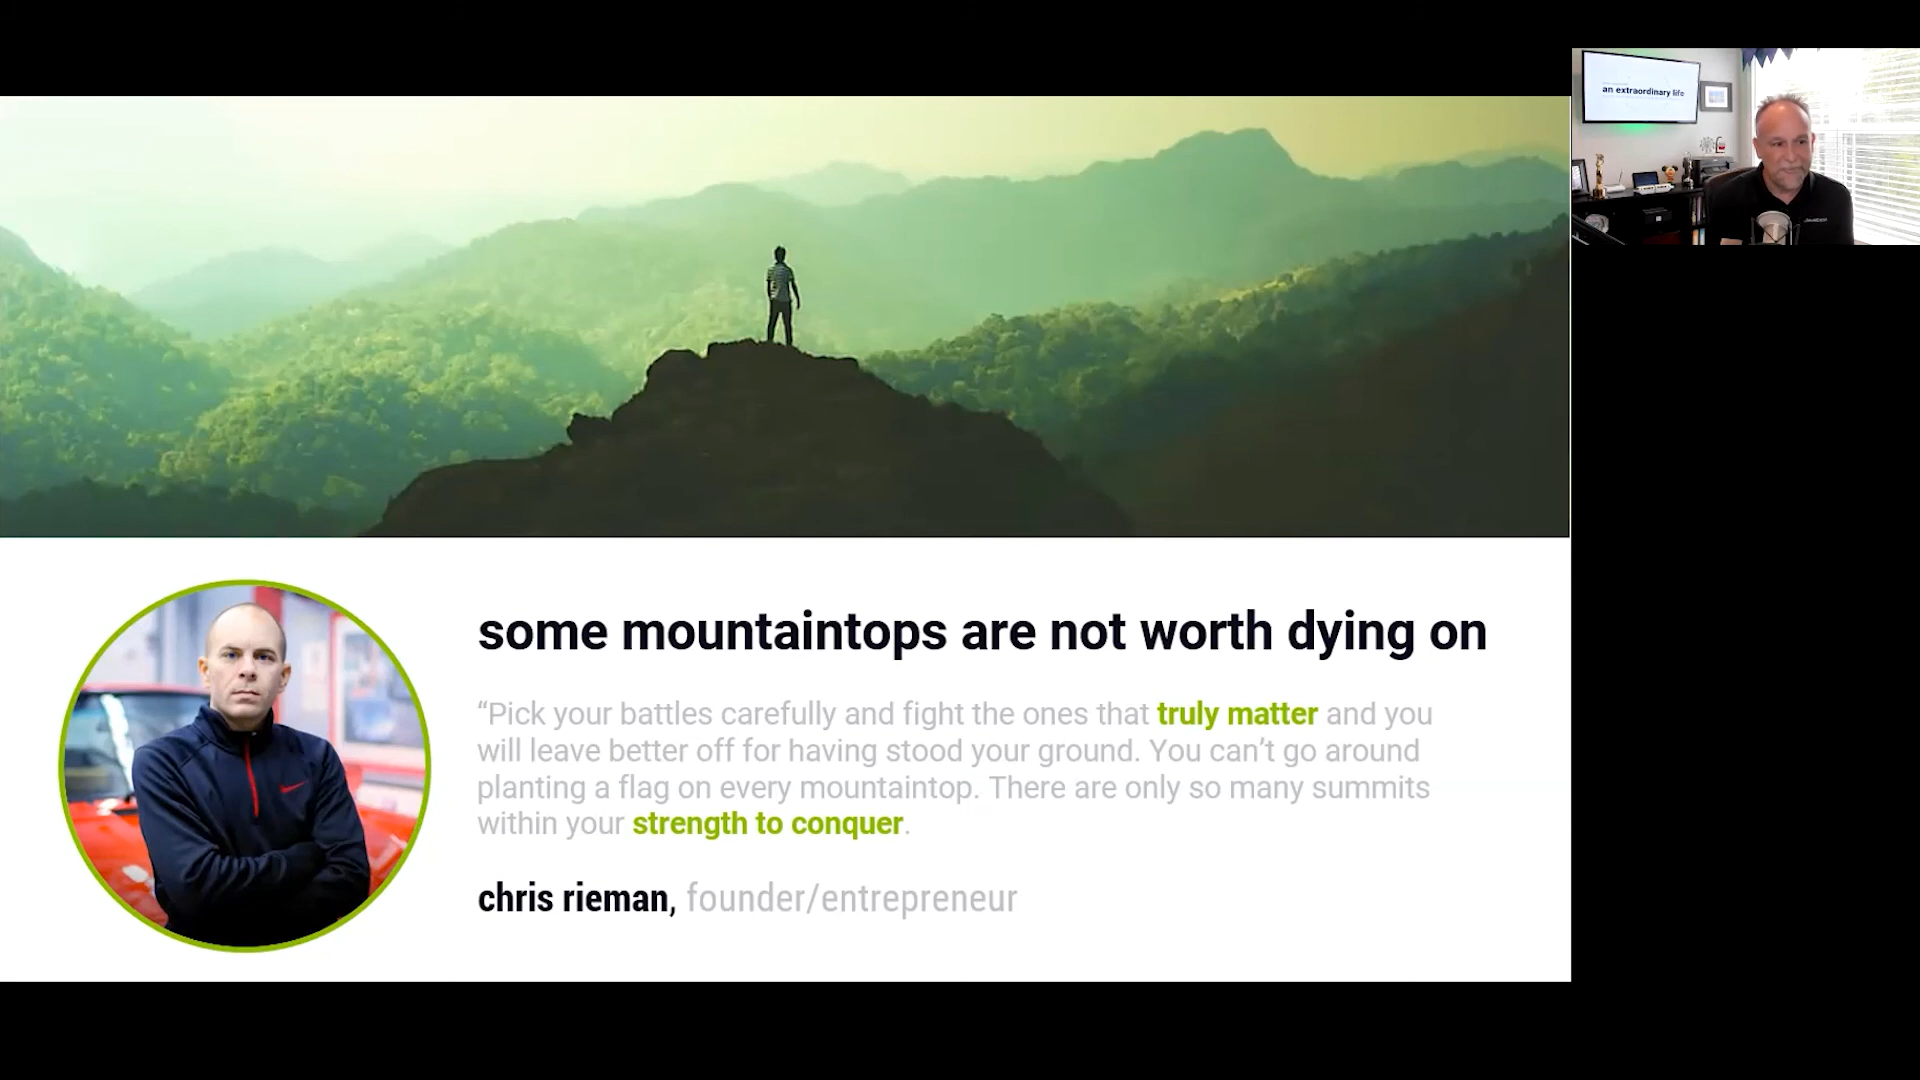 an extraordinary life
some mountaintops are not worth dying on
“Pick your battles carefully and fight the ones that truly matter and you
will leave better off for having stood your ground. You can’t go around
planting a flag on every mountaintop. There are only so many summits
within your strength to conquer.
chris rieman, founder/entrepreneur